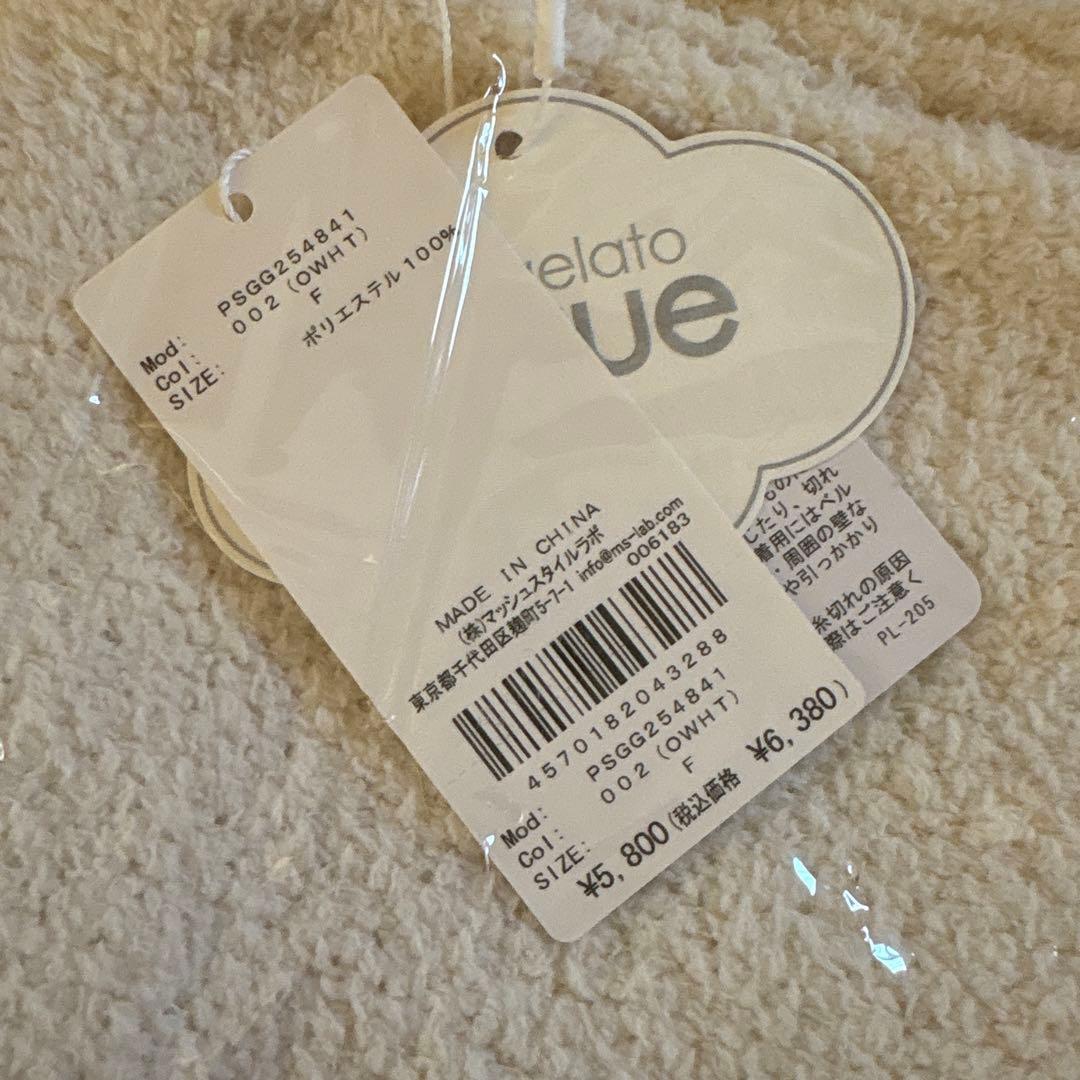 Mod: PSGG254841
Col: 002 (OWHT)
SIZE: F
ポリエステル100%
MADE IN CHINA
(株)マッシュスタイルラボ
東京都千代田区麹町5-7-1 info@ms-lab.com
006183
4570182043288
Mod: PSGG254841
Col: 002 (OWHT)
SIZE: F
¥5,800(税込価格 ¥6,380)
elato
ue
したり、切れ
着用にはベル
・周囲の壁な
や引っかかり
糸切れの原因
際はご注意く
PL-205